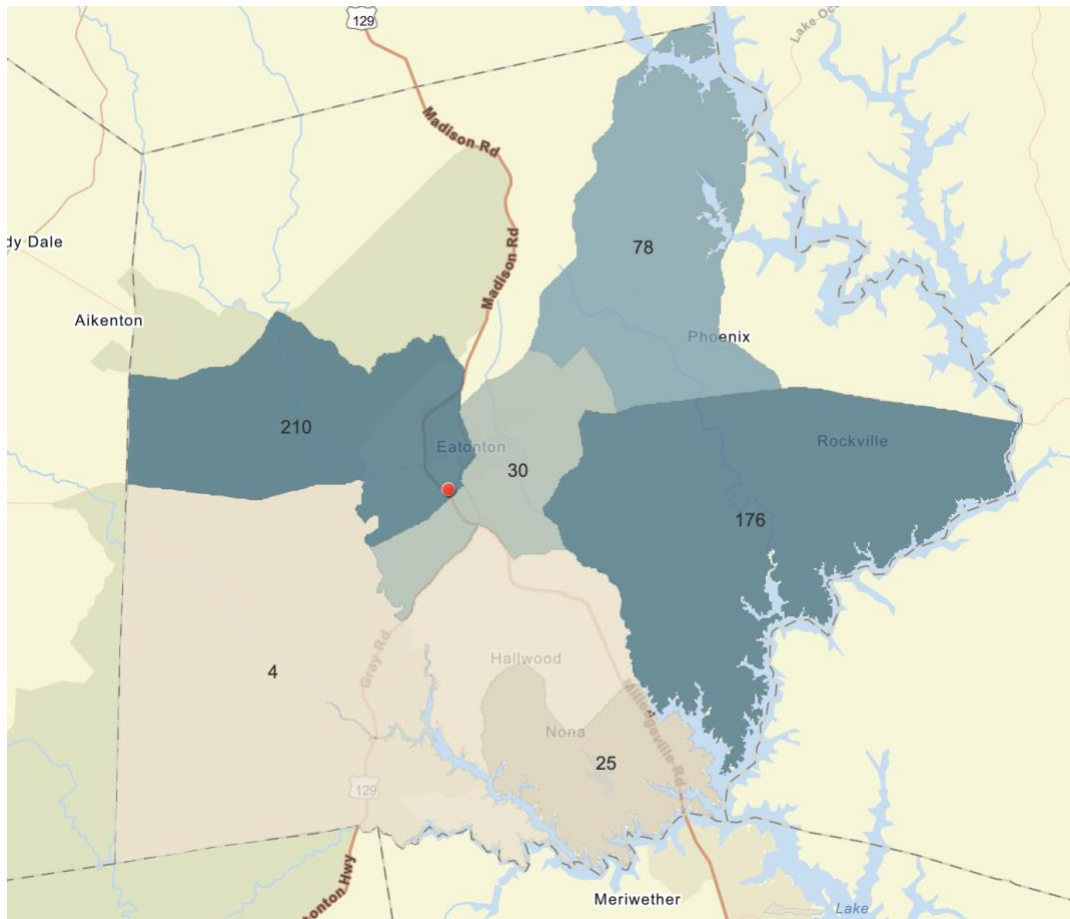 129
Lake Oc
Madison Rd
dy Dale
Madison Rd
78
Aikenton
Phoenix
210
Eatonton
Rockville
30
176
Gray Rd
Hallwood
4
Milledgeville Rd
Nona
25
129
onton Hwy
Meriwether
Lake